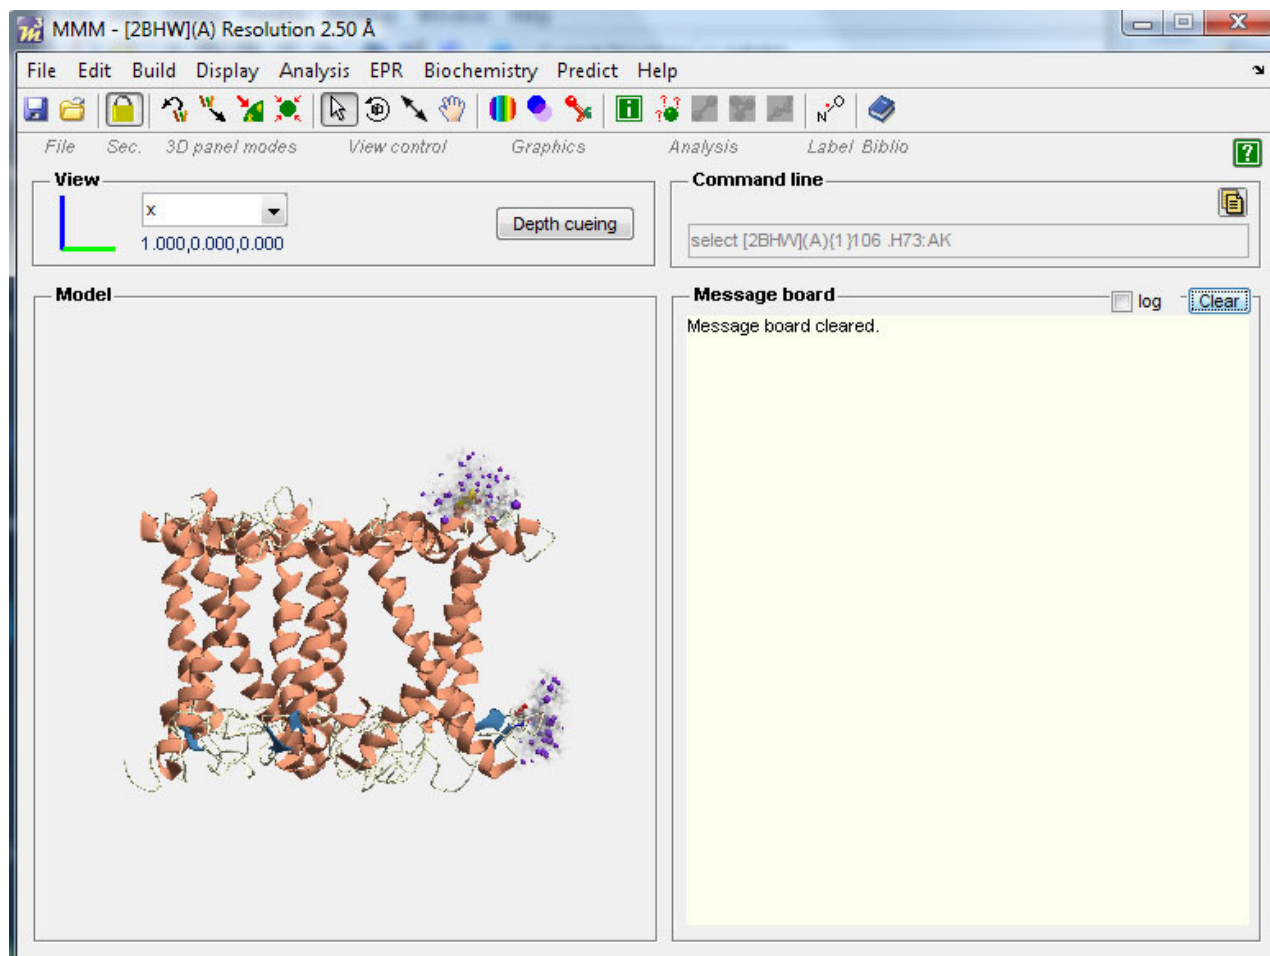 MMM - [2BHW](A) Resolution 2.50 Å
File Edit Build Display Analysis EPR Biochemistry Predict Help
File Sec. 3D panel modes View control Graphics Analysis Label Biblio
View
x
1.000,0.000,0.000
Depth cueing
Command line
select [2BHW](A){1}106 .H73:AK
Model
Message board
log
Clear
Message board cleared.